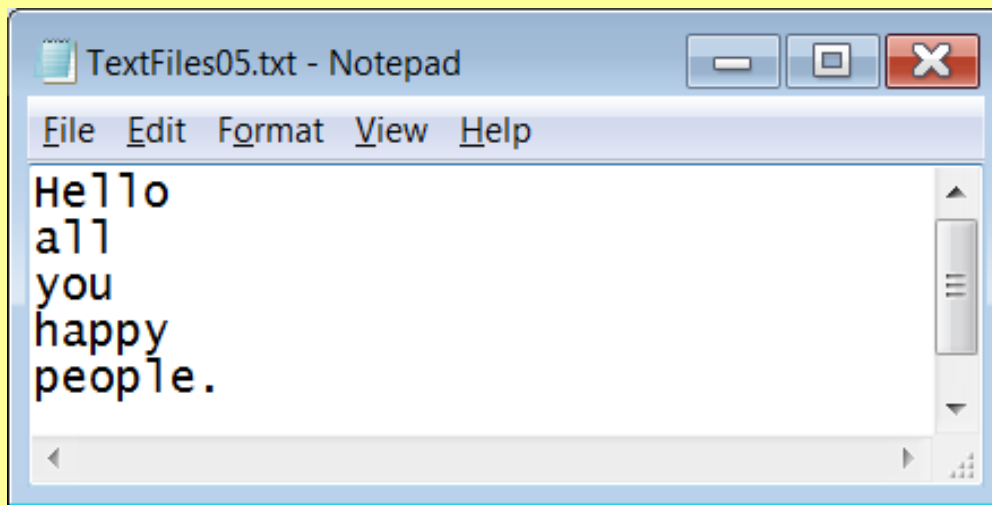 TextFiles05.txt - Notepad
File Edit Format View Help
Hello
all
you
happy
people.